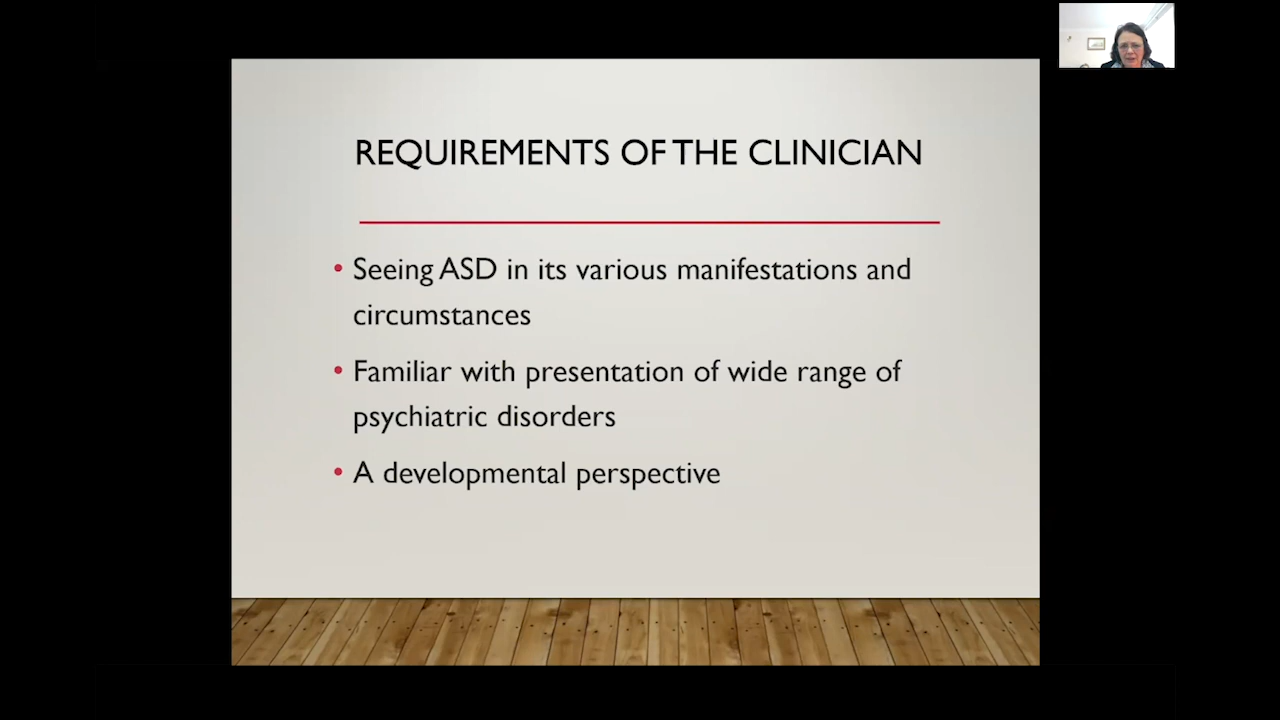 REQUIREMENTS OF THE CLINICIAN
• Seeing ASD in its various manifestations and
circumstances
• Familiar with presentation of wide range of
psychiatric disorders
• A developmental perspective